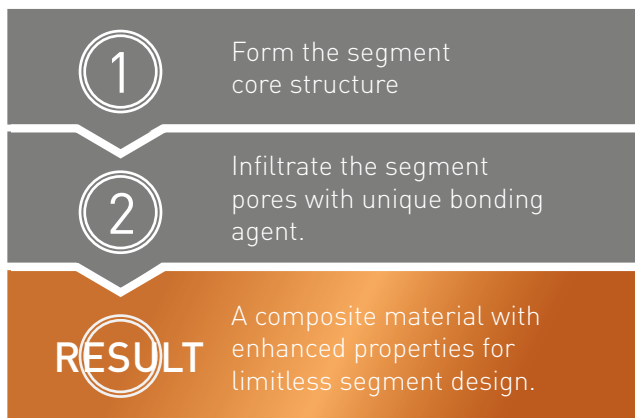 1
Form the segment
core structure
2
Infiltrate the segment
pores with unique bonding
agent.
RESULT
A composite material with
enhanced properties for
limitless segment design.